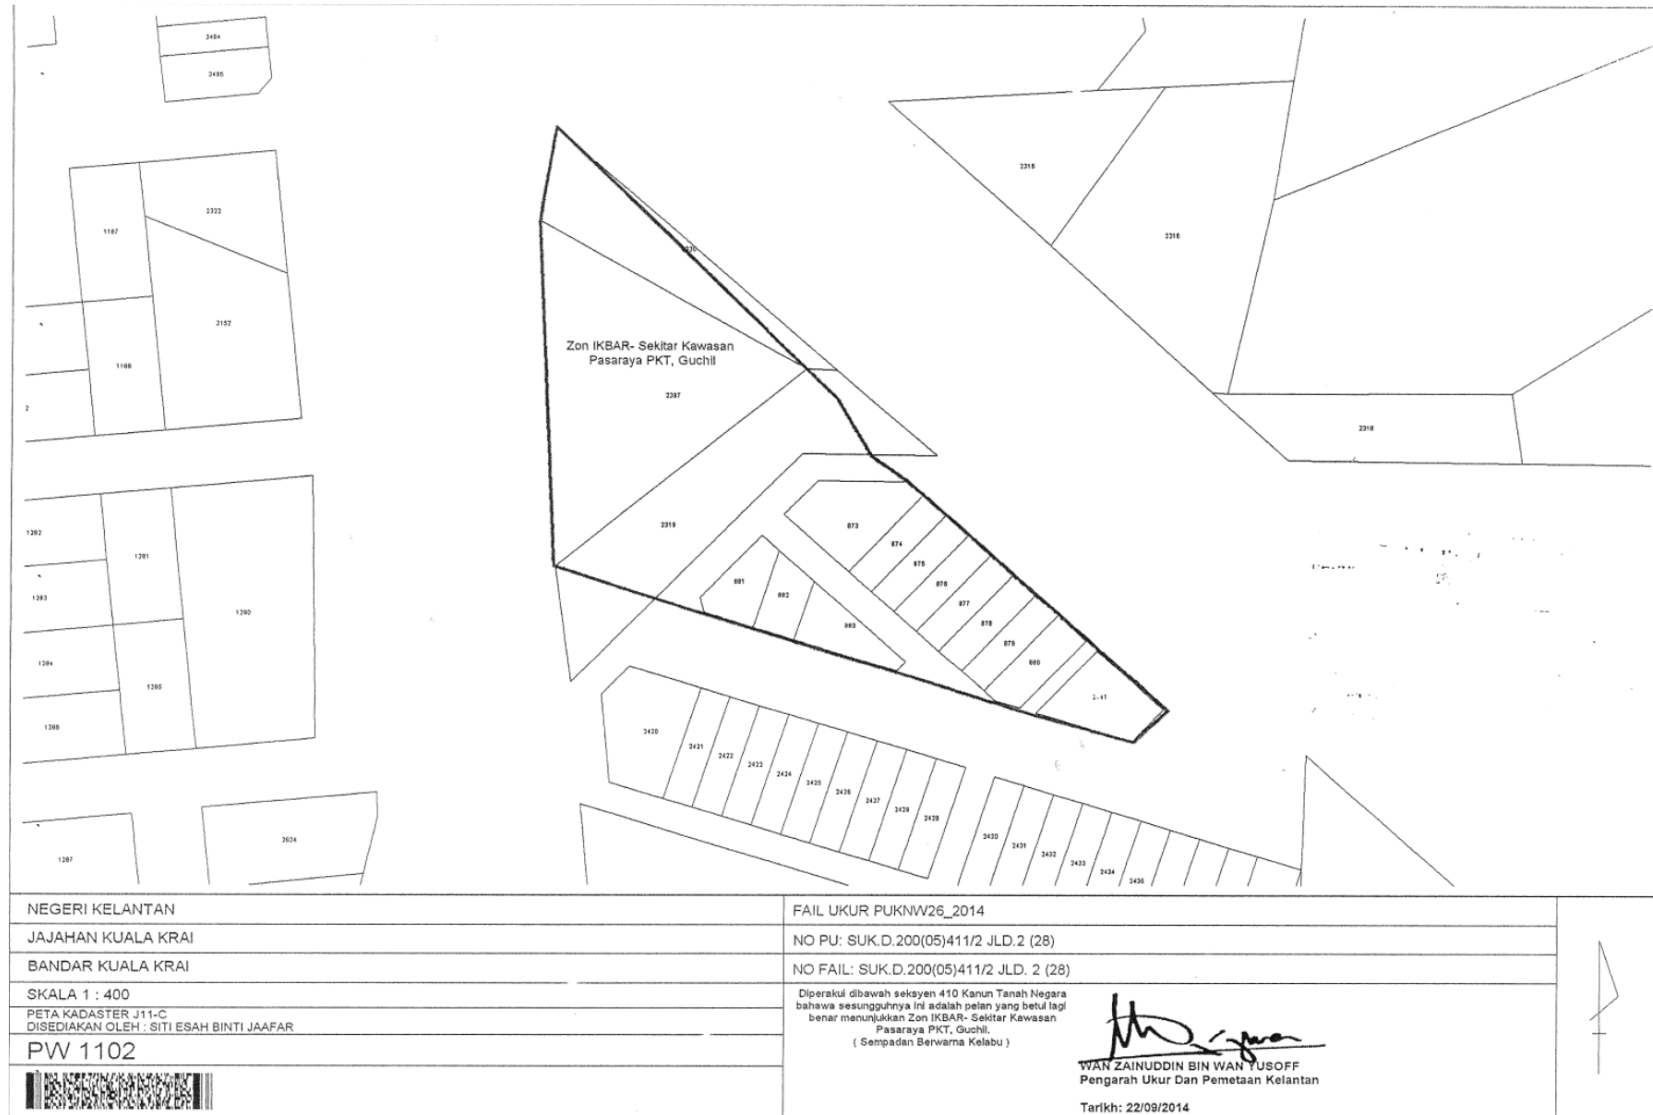 2484
2485
2322
1187
2315
2316
Zon IKBAR- Sekitar Kawasan
Pasaraya PKT, Guchil
3152
1188
2
2387
2318
2319
873
874
875
876
877
878
879
880
881
882
883
1282
1281
1283
1280
1284
1285
1286
2420
2421
2422
2423
2424
2425
2426
2427
2428
2429
2430
2431
2432
2433
2434
2435
2624
1287
NEGERI KELANTAN
JAJAHAN KUALA KRAI
BANDAR KUALA KRAI
SKALA 1 : 400
PETA KADASTER J11-C
DISEDIAKAN OLEH : SITI ESAH BINTI JAAFAR
PW 1102
FAIL UKUR PUKNW26_2014
NO PU: SUK.D.200(05)411/2 JLD.2 (28)
NO FAIL: SUK.D.200(05)411/2 JLD. 2 (28)
Diperakui dibawah seksyen 410 Kanun Tanah Negara
bahawa sesungguhnya ini adalah pelan yang betul lagi
benar menunjukkan Zon IKBAR- Sekitar Kawasan
Pasaraya PKT, Guchil.
( Sempadan Berwarna Kelabu )
WAN ZAINUDDIN BIN WAN YUSOFF
Pengarah Ukur Dan Pemetaan Kelantan
Tarikh: 22/09/2014